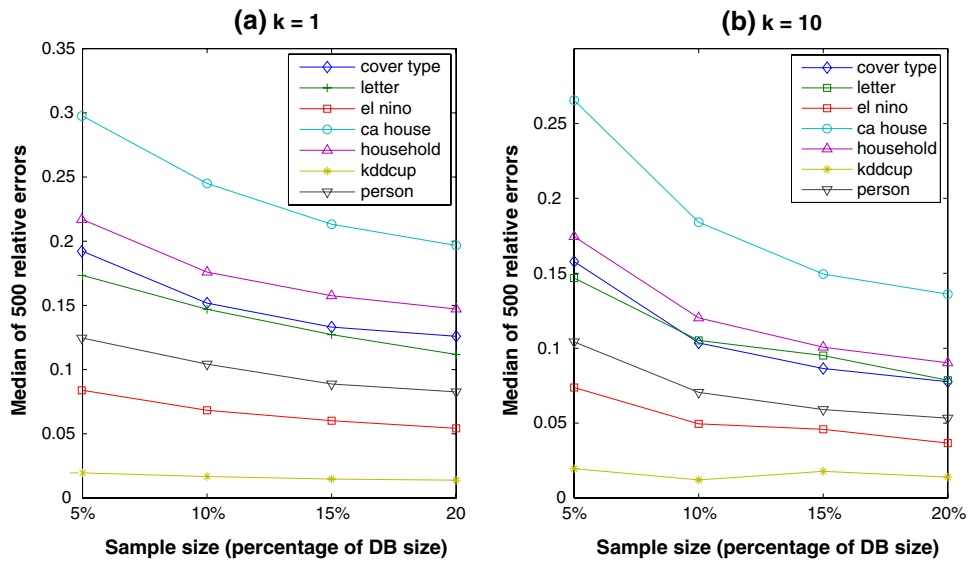 (a) k = 1
Median of 500 relative errors
0.35
0.3
0.25
0.2
0.15
0.1
0.05
0
cover type
letter
el nino
ca house
household
kddcup
person
5%
10%
15%
20
Sample size (percentage of DB size)
(b) k = 10
Median of 500 relative errors
0.25
0.2
0.15
0.1
0.05
0
cover type
letter
el nino
ca house
household
kddcup
person
5%
10%
15%
20%
Sample size (percentage of DB size)